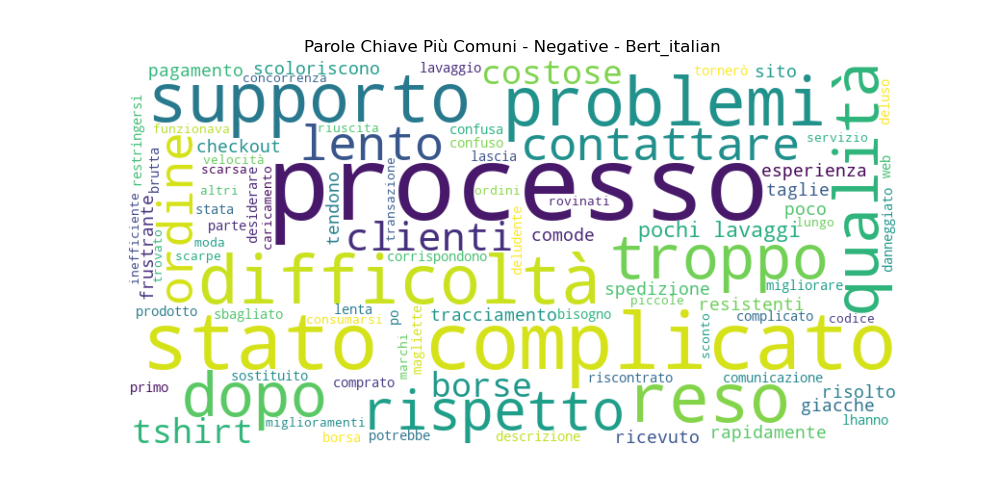 Parole Chiave Più Comuni - Negative - Bert_italian
pagamento
scoloriscono
concorrenza
lavaggio
costose
tornerò
sito
supporto
problemi
qualità
deluso
restringersi
funzionava
riuscita
confusa
confuso
servizio
checkout
lento
contattare
ordine
brutta
velocità
scarsa
processo
lascia
esperienza
web
altri
desiderare
caricamento
tendono
transazione
ordini
rovinati
taglie
poco
lungo
danneggiato
stata
parte
moda
clienti
deludente
comode
pochi lavaggi
inefficiente
trovato
frustrante
scarpe
corrispondono
difficoltà
troppo
spedizione
migliorare
piccole
resistenti
prodotto
sbagliato
lenta
consumarsi
po
magliette
tracciamento
bisogno
sconto
complicato
codice
stato complicato
marchi
primo
sostituito
comprato
dopo
borse
riscontrato
comunicazione
reso
risolto
giacche
rispetto
tshirt
miglioramenti
borsa
potrebbe
descrizione
ricevuto
rapidamente
lhanno